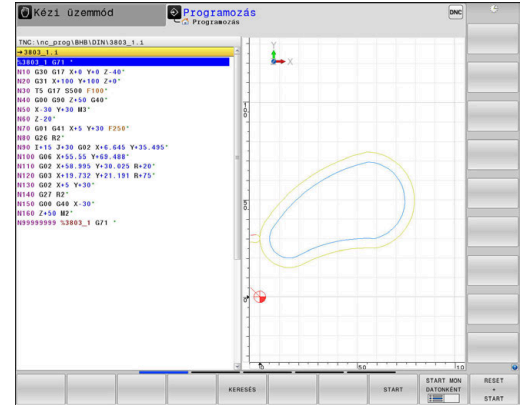 Kézi üzemmód
Programozás
Programozás
DNC
TNC:\nc_prog\BHB\DIN\3803_1.i
→3803_1.i
%3803_1 G71 *
N10 G30 G17 X+0 Y+0 Z-40*
N20 G31 X+100 Y+100 Z+0*
N30 T5 G17 S500 F100*
N40 G00 G90 Z+50 G40*
N50 X-30 Y+30 M3*
N60 Z-20*
N70 G01 G41 X+5 Y+30 F250*
N80 G26 R2*
N90 I+15 J+30 G02 X+6.645 Y+35.495*
N100 G06 X+55.55 Y+69.488*
N110 G02 X+58.995 Y+30.025 R+20*
N120 G03 X+19.732 Y+21.191 R+75*
N130 G02 X+5 Y+30*
N140 G27 R2*
N150 G00 G40 X-30*
N160 Z+50 M2*
N99999999 %3803_1 G71 *
Y
X
KERESÉS
START
START MON
DATONKÉNT
RESET
+
START